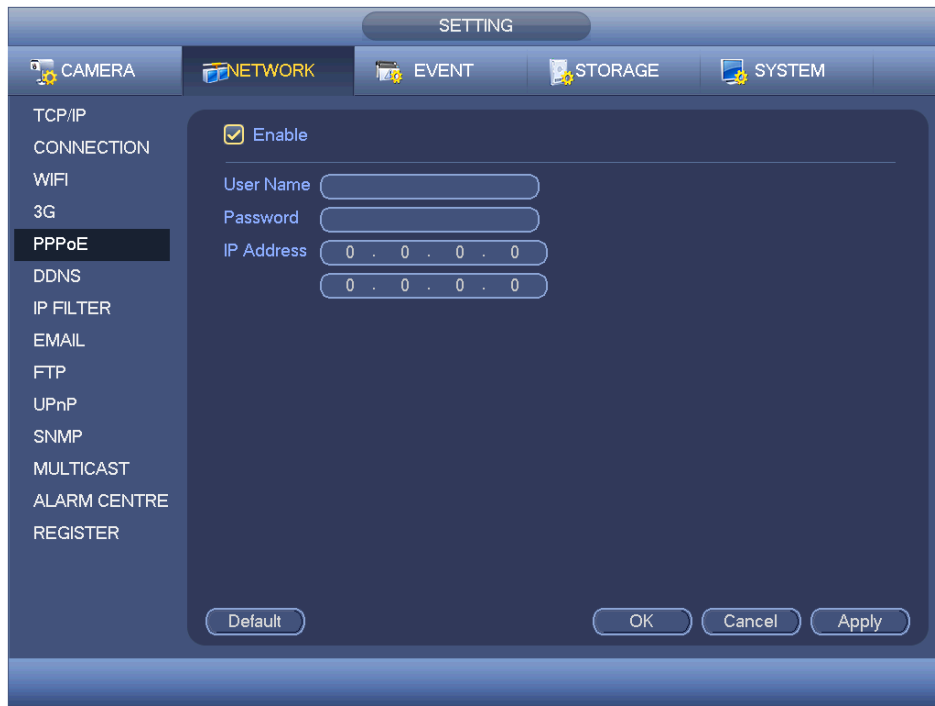 SETTING
CAMERA NETWORK EVENT STORAGE SYSTEM
TCP/IP
CONNECTION
WIFI
3G
PPPoE
DDNS
IP FILTER
EMAIL
FTP
UPnP
SNMP
MULTICAST
ALARM CENTRE
REGISTER
Enable
User Name
Password
IP Address 0 . 0 . 0 . 0
0 . 0 . 0 . 0
Default OK Cancel Apply